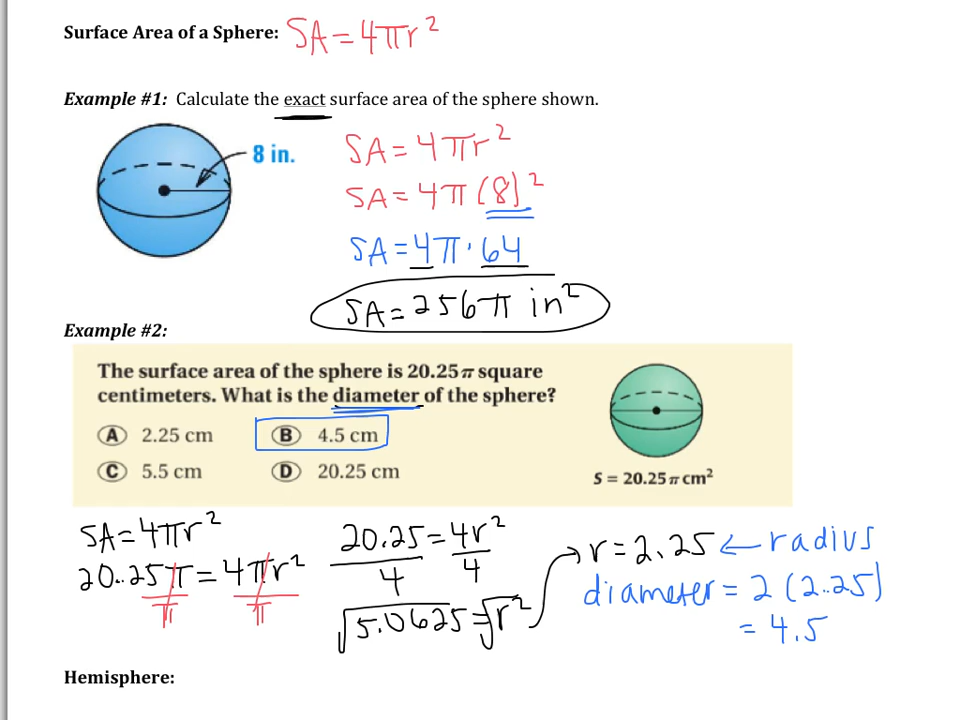 Surface Area of a Sphere: SA = 4πr²
Example #1: Calculate the exact surface area of the sphere shown.
8 in.
SA = 4πr²
SA = 4π(8)²
SA = 4π · 64
SA = 256π in²
Example #2:
The surface area of the sphere is 20.25π square
centimeters. What is the diameter of the sphere?
A 2.25 cm B 4.5 cm
C 5.5 cm D 20.25 cm
S = 20.25π cm²
SA = 4πr²
20.25π/π = 4πr²/π
20.25/4 = 4r²/4
√5.0625 = √r²
→ r = 2.25 ← radius
diameter = 2(2.25)
= 4.5
Hemisphere: